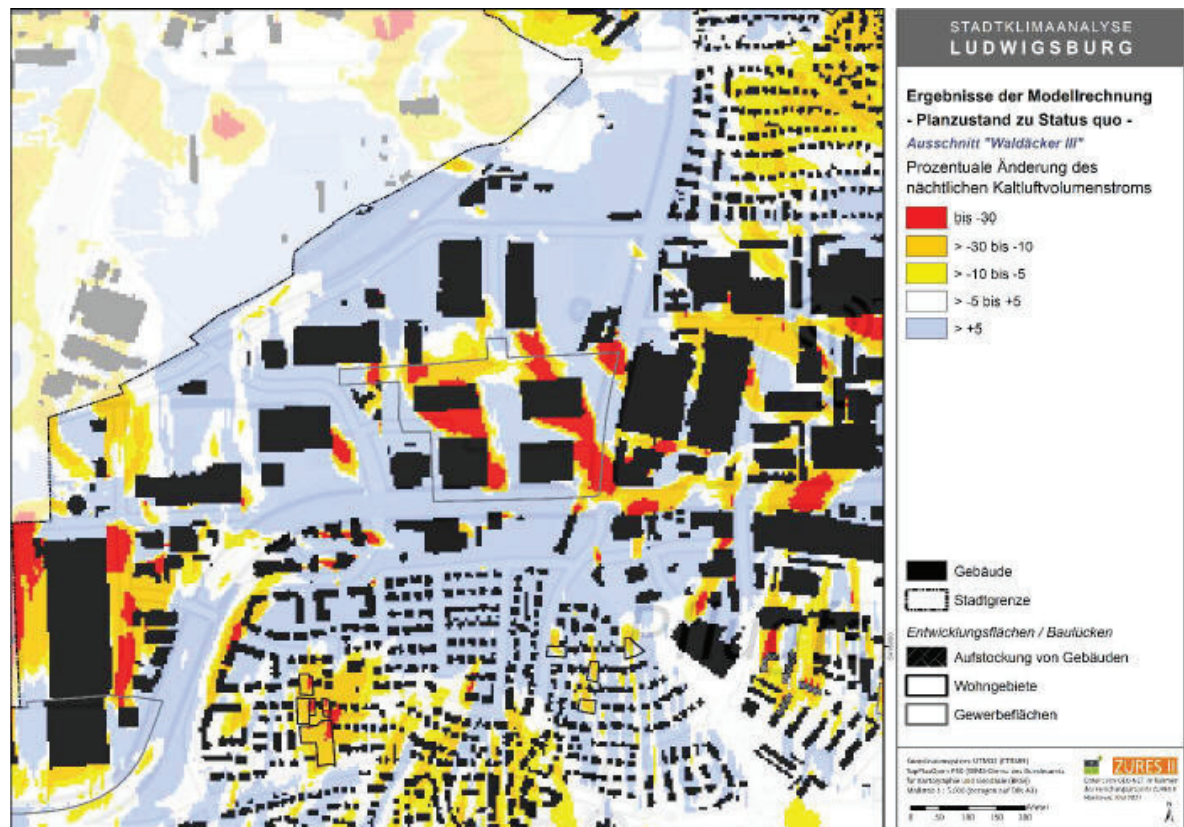 STADTKLIMAANALYSE
LUDWIGSBURG
Ergebnisse der Modellrechnung
- Planzustand zu Status quo -
Ausschnitt "Waldäcker III"
Prozentuale Änderung des
nächtlichen Kaltluftvolumenstroms
bis -30
> -30 bis -10
> -10 bis -5
> -5 bis +5
> +5
Gebäude
Stadtgrenze
Entwicklungsflächen / Baulücken
Aufstockung von Gebäuden
Wohngebiete
Gewerbeflächen
ZURES II
0 50 100 150 200